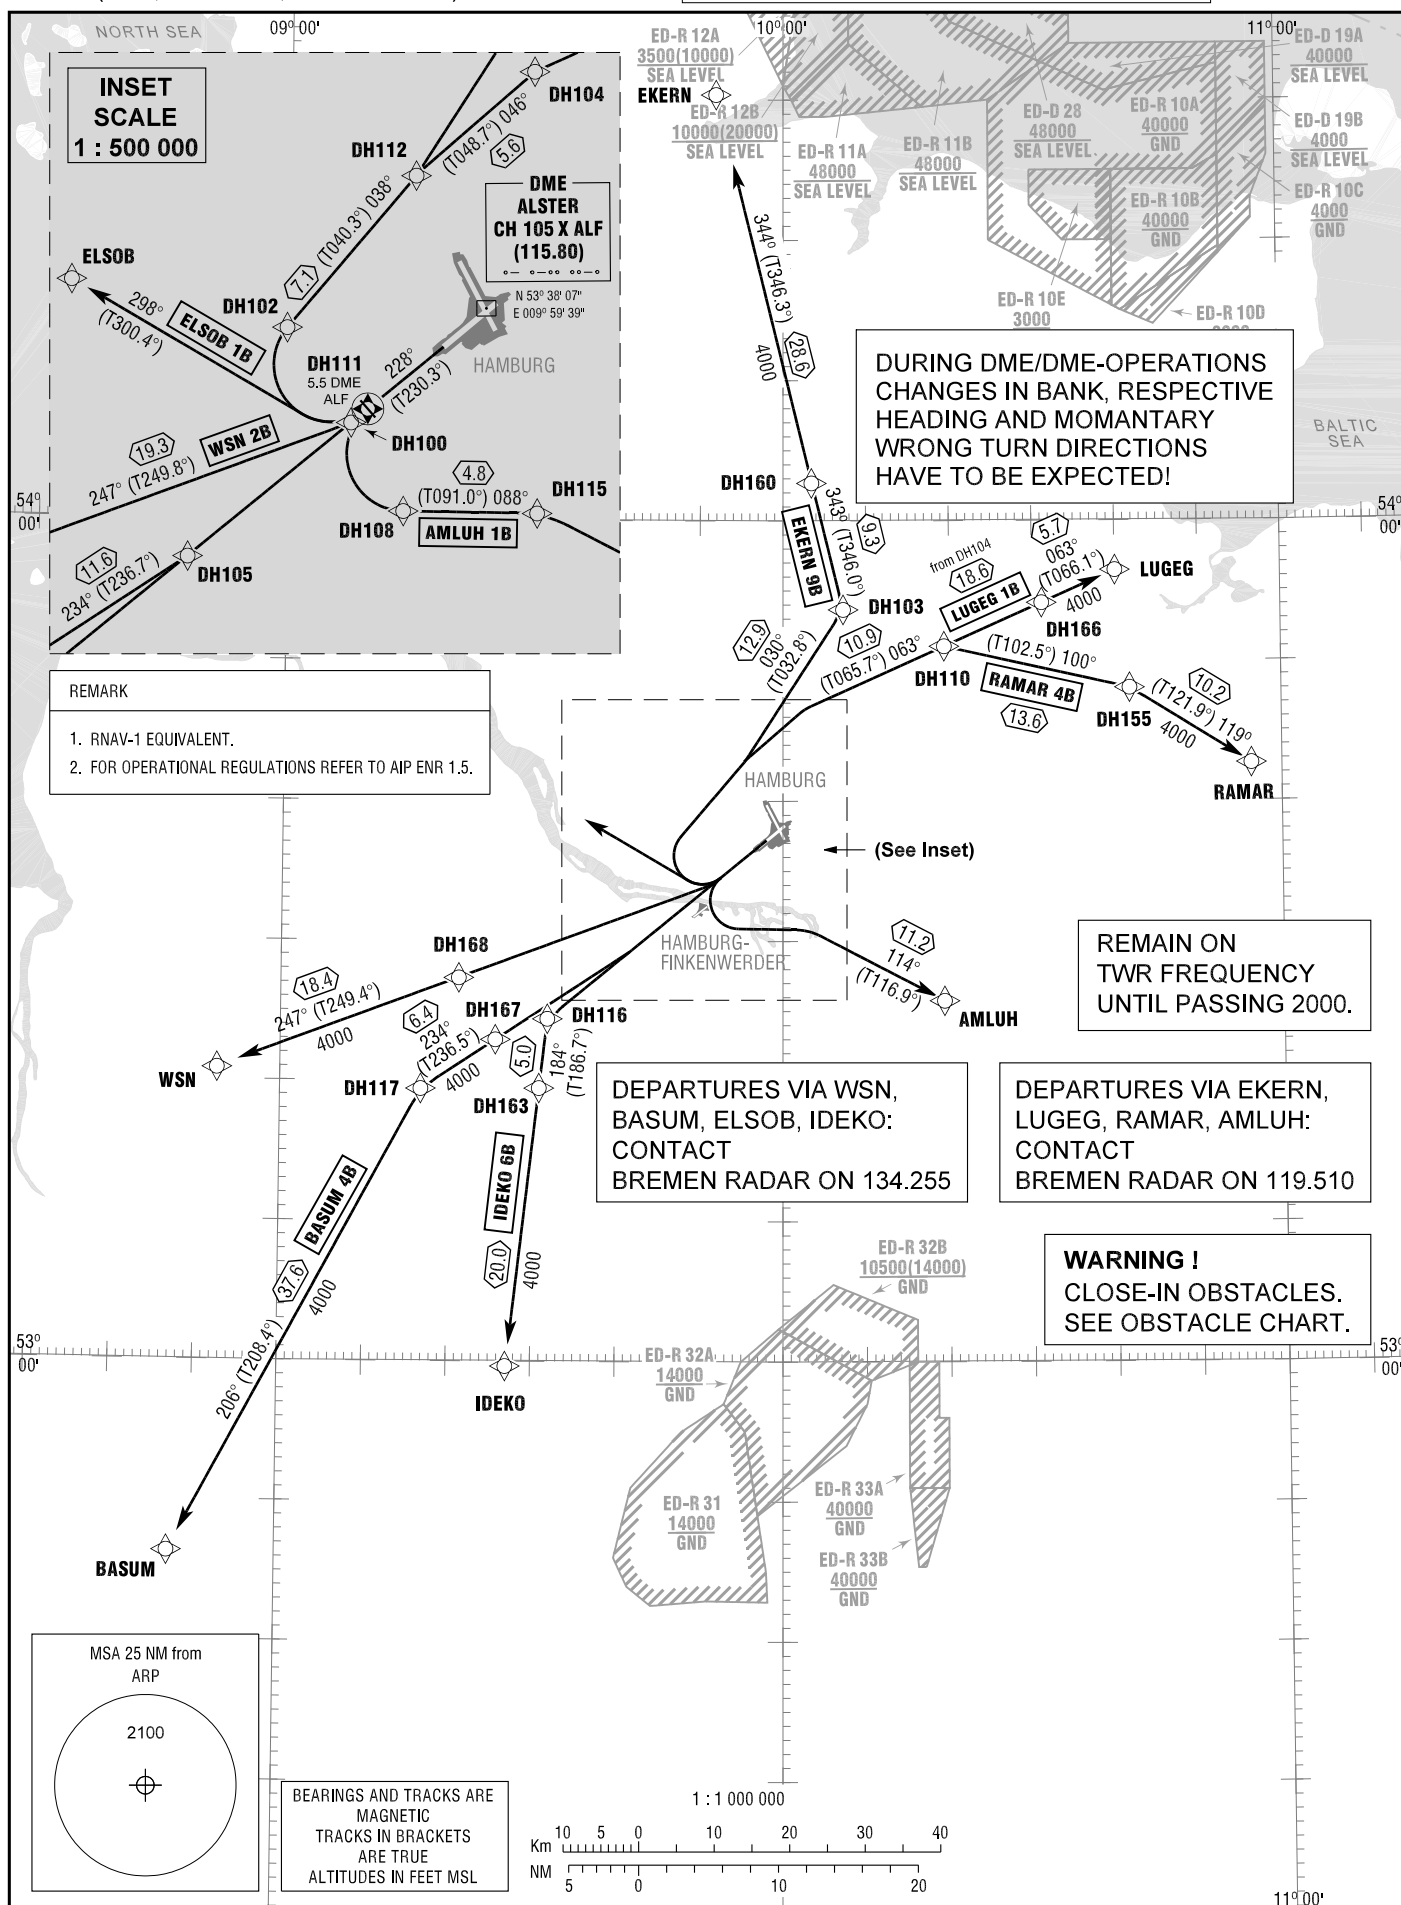 09° 00'
10° 00'
11° 00'
NORTH SEA
INSET
SCALE
1 : 500 000
DH104
(T048.7°) 046°
5.6
DH112
(T040.3°) 038°
7.1
DME
ALSTER
CH 105 X ALF
(115.80)
N 53° 38' 07"
E 009° 59' 39"
HAMBURG
ELSOB
298°
(T300.4°)
ELSOB 1B
DH102
DH111
5.5 DME
ALF
228°
(T230.3°)
DH100
19.3
WSN 2B
247° (T249.8°)
4.8
(T091.0°) 088°
DH115
DH108
AMLUH 1B
11.6
234° (T236.7°)
DH105
54°
00'
REMARK
1. RNAV-1 EQUIVALENT.
2. FOR OPERATIONAL REGULATIONS REFER TO AIP ENR 1.5.
ED-R 12A
3500(10000)
SEA LEVEL
EKERN
ED-R 12B
10000(20000)
SEA LEVEL
ED-R 11A
48000
SEA LEVEL
ED-R 11B
48000
SEA LEVEL
ED-D 28
48000
SEA LEVEL
ED-R 10A
40000
GND
ED-D 19A
40000
SEA LEVEL
ED-D 19B
4000
SEA LEVEL
ED-R 10C
4000
GND
ED-R 10B
40000
GND
ED-R 10E
3000
ED-R 10D
344° (T346.3°)
28.6
4000
DURING DME/DME-OPERATIONS
CHANGES IN BANK, RESPECTIVE
HEADING AND MOMANTARY
WRONG TURN DIRECTIONS
HAVE TO BE EXPECTED!
BALTIC
SEA
DH160
EKERN 9B
343° (T346.0°)
9.3
54°
00'
DH103
from DH104
18.6
LUGEG 1B
5.7
063°
(T066.1°)
4000
LUGEG
DH166
12.9
030°
(T032.8°)
10.9
(T065.7°) 063°
DH110
(T102.5°) 100°
RAMAR 4B
13.6
DH155
10.2
(T121.9°) 119°
4000
RAMAR
HAMBURG
(See Inset)
HAMBURG-
FINKENWERDER
11.2
114°
(T116.9°)
AMLUH
REMAIN ON
TWR FREQUENCY
UNTIL PASSING 2000.
DH168
18.4
247° (T249.4°)
4000
WSN
DH167
6.4
234°
(T236.5°)
4000
DH116
DH117
5.0
184°
(T186.7°)
DH163
DEPARTURES VIA WSN,
BASUM, ELSOB, IDEKO:
CONTACT
BREMEN RADAR ON 134.255
DEPARTURES VIA EKERN,
LUGEG, RAMAR, AMLUH:
CONTACT
BREMEN RADAR ON 119.510
WARNING !
CLOSE-IN OBSTACLES.
SEE OBSTACLE CHART.
BASUM 4B
37.6
4000
206° (T208.4°)
IDEKO 6B
20.0
4000
IDEKO
BASUM
53°
00'
53°
00'
ED-R 32B
10500(14000)
GND
ED-R 32A
14000
GND
ED-R 31
14000
GND
ED-R 33A
40000
GND
ED-R 33B
40000
GND
MSA 25 NM from
ARP
2100
BEARINGS AND TRACKS ARE
MAGNETIC
TRACKS IN BRACKETS
ARE TRUE
ALTITUDES IN FEET MSL
1 : 1 000 000
Km 10 5 0 10 20 30 40
NM 5 0 10 20
11° 00'